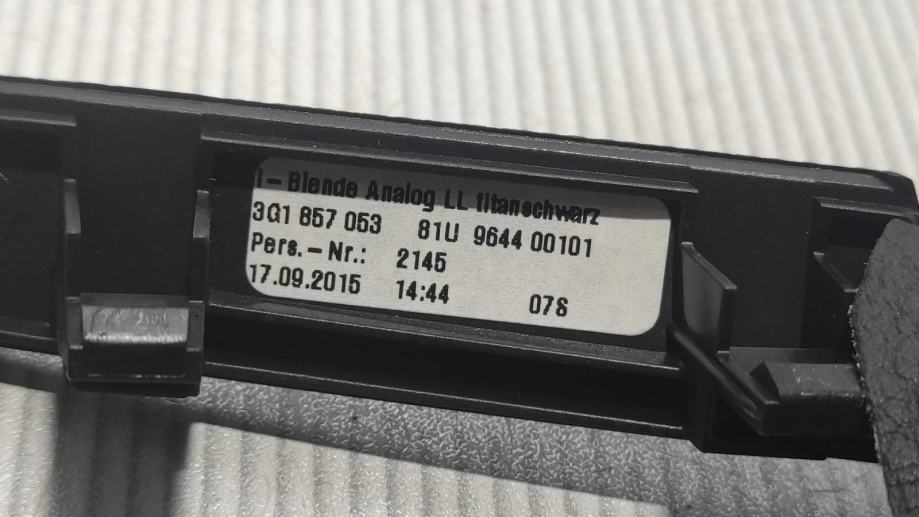 I- Blende Analog LL titanschwarz
3G1 857 053 81U 9644 00101
Pers.-Nr.: 2145
17.09.2015 14:44 07S